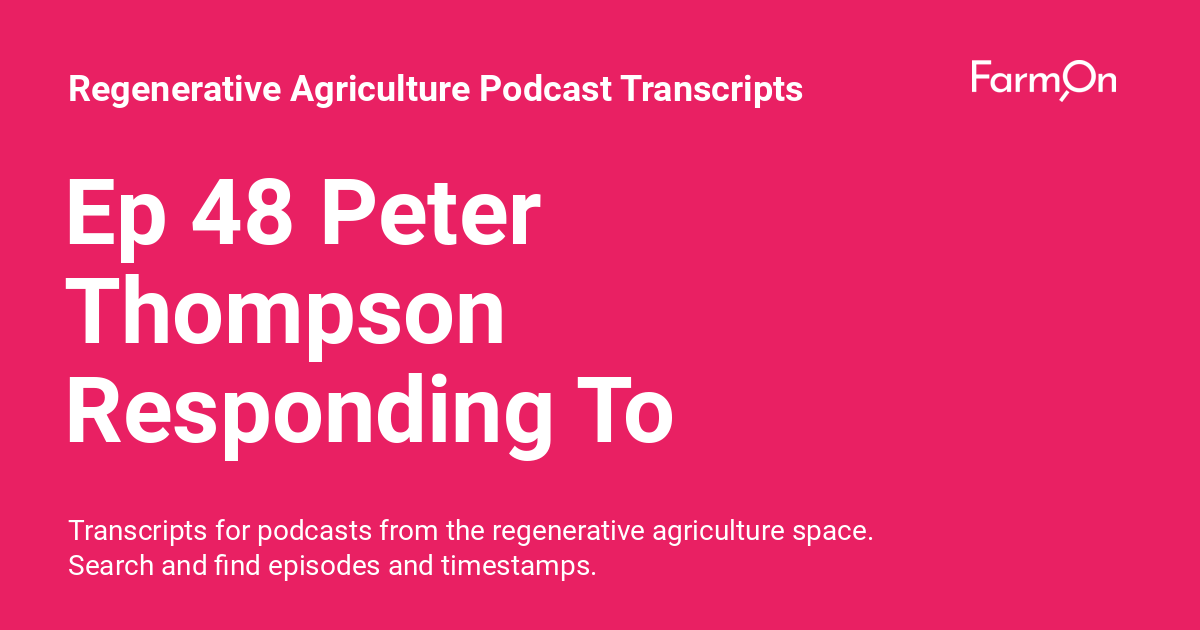 Regenerative Agriculture Podcast Transcripts
FarmOn
Ep 48 Peter
Thompson
Responding To
Transcripts for podcasts from the regenerative agriculture space.
Search and find episodes and timestamps.